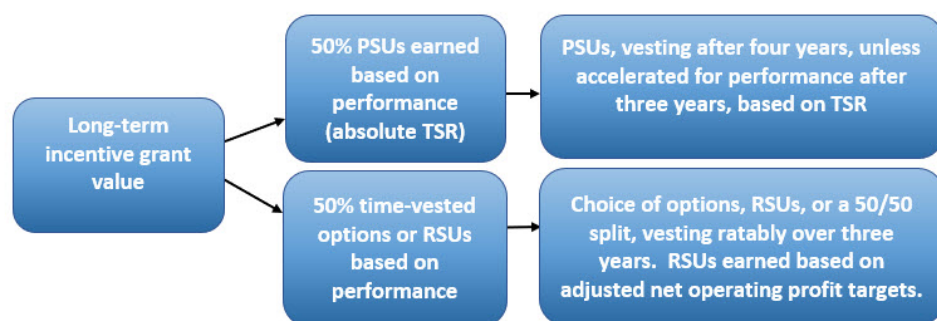 Long-term
incentive grant
value
50% PSUs earned
based on
performance
(absolute TSR)
PSUs, vesting after four years, unless
accelerated for performance after
three years, based on TSR
50% time-vested
options or RSUs
based on
performance
Choice of options, RSUs, or a 50/50
split, vesting ratably over three
years.  RSUs earned based on
adjusted net operating profit targets.